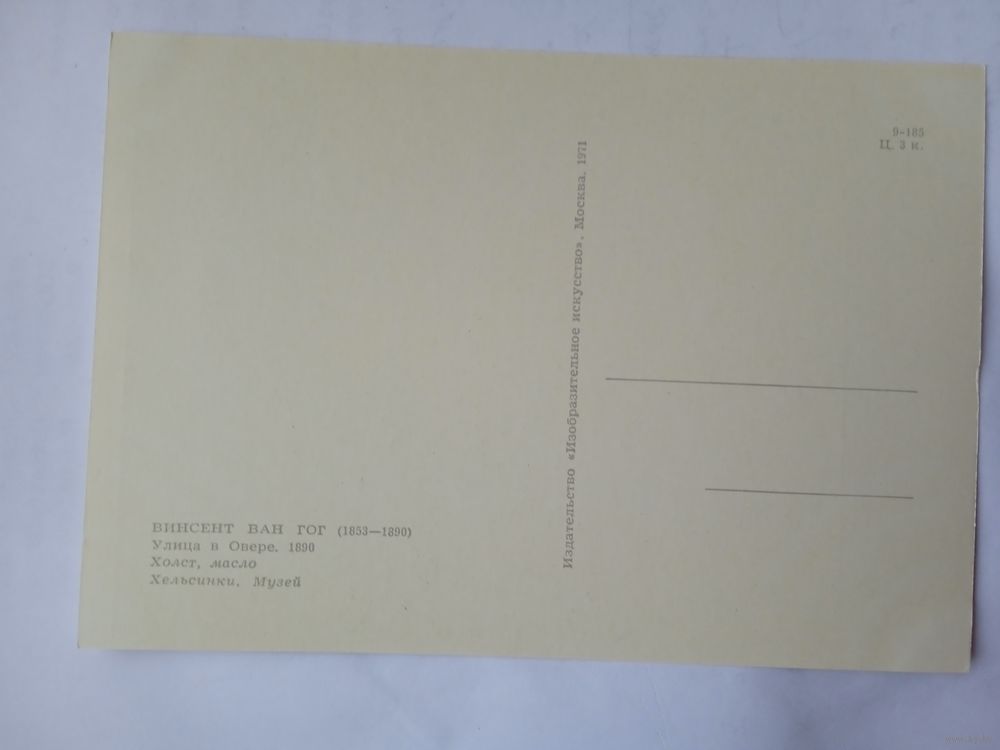 9-185
Ц. 3 к.
Издательство «Изобразительное искусство». Москва. 1971
ВИНСЕНТ ВАН ГОГ (1853—1890)
Улица в Овере. 1890
Холст, масло
Хельсинки. Музей